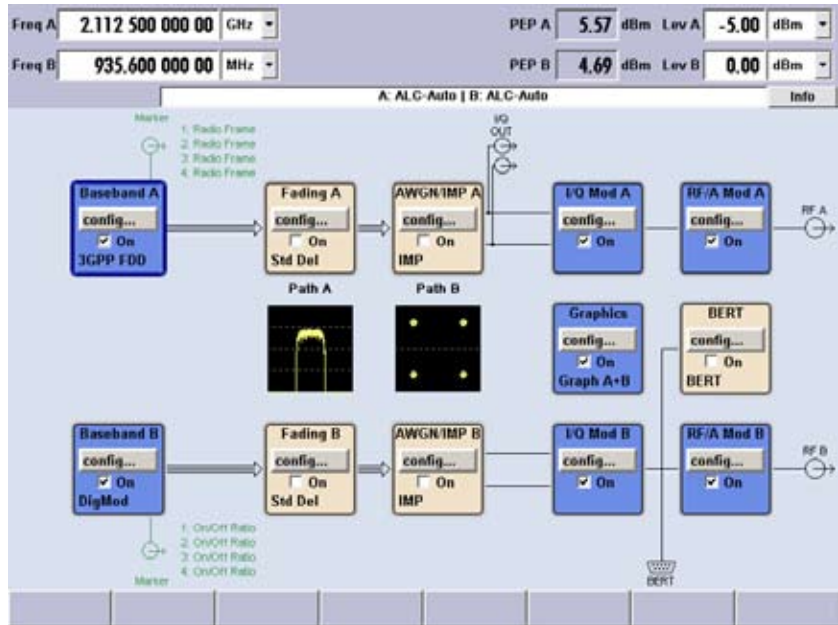 Freq A 2.112 500 000 00 GHz PEP A 5.57 dBm Lev A -5.00 dBm
Freq B 935.600 000 00 MHz PEP B 4.69 dBm Lev B 0.00 dBm
A: ALC-Auto | B: ALC-Auto Info
Marker
1. Radio Frame
2. Radio Frame
3. Radio Frame
4. Radio Frame
I/Q
OUT
Baseband A Fading A AWGN/IMP A I/Q Mod A RF/A Mod A
config... config... config... config... config...
On On On On On
3GPP FDD Std Del IMP
RF A
Path A Path B Graphics BERT
config... config...
On On
Graph A+B BERT
Baseband B Fading B AWGN/IMP B I/Q Mod B RF/A Mod B
config... config... config... config... config...
On On On On On
DigMod Std Del IMP
RF B
1. On/Off Ratio
2. On/Off Ratio
3. On/Off Ratio
4. On/Off Ratio
Marker
BERT